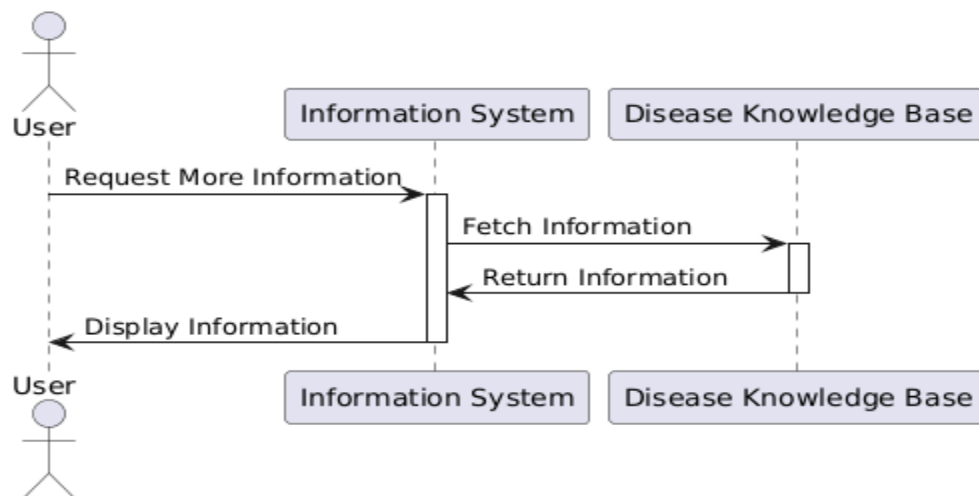 User
Information System
Disease Knowledge Base
Request More Information
Fetch Information
Return Information
Display Information
User
Information System
Disease Knowledge Base